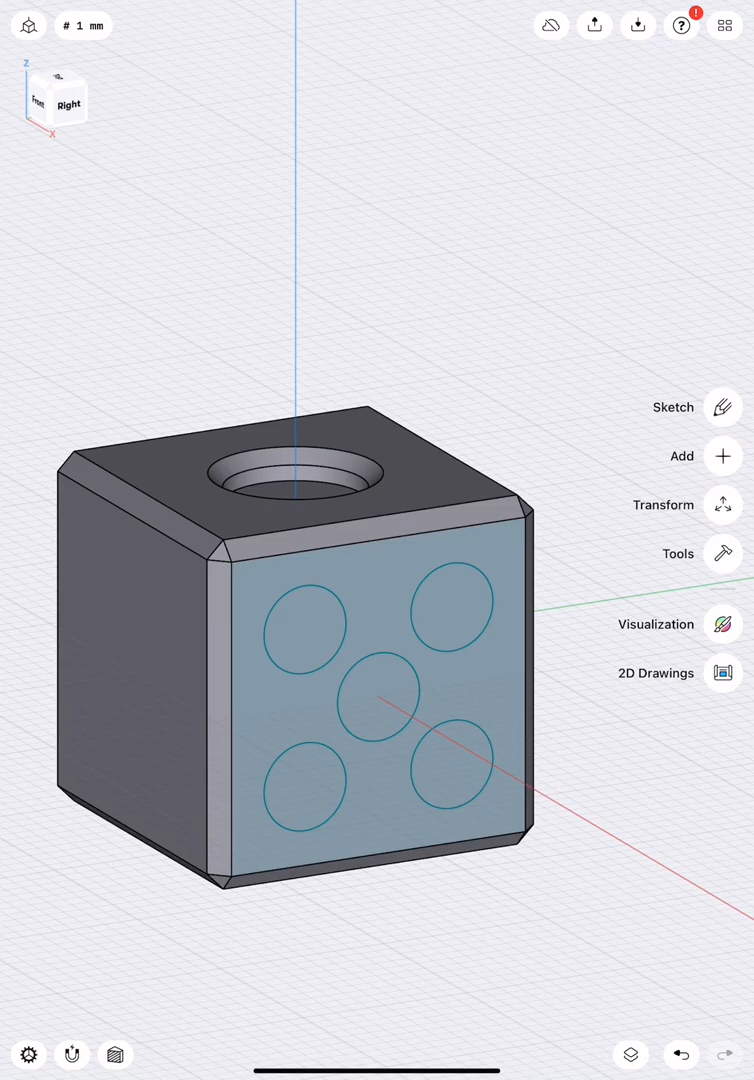 # 1 mm
!
?
Z
Front
Right
X
Sketch
Add
Transform
Tools
Visualization
2D Drawings